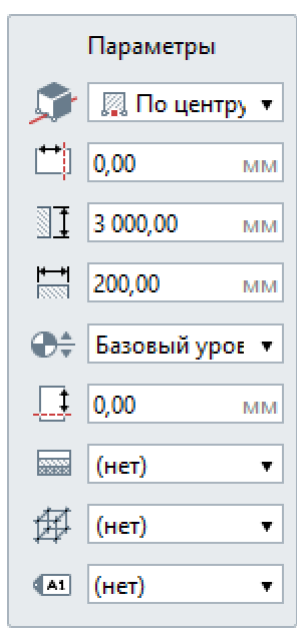 Параметры
По центру
0,00 мм
3 000,00 мм
200,00 мм
Базовый уров
0,00 мм
(нет)
(нет)
A1 (нет)